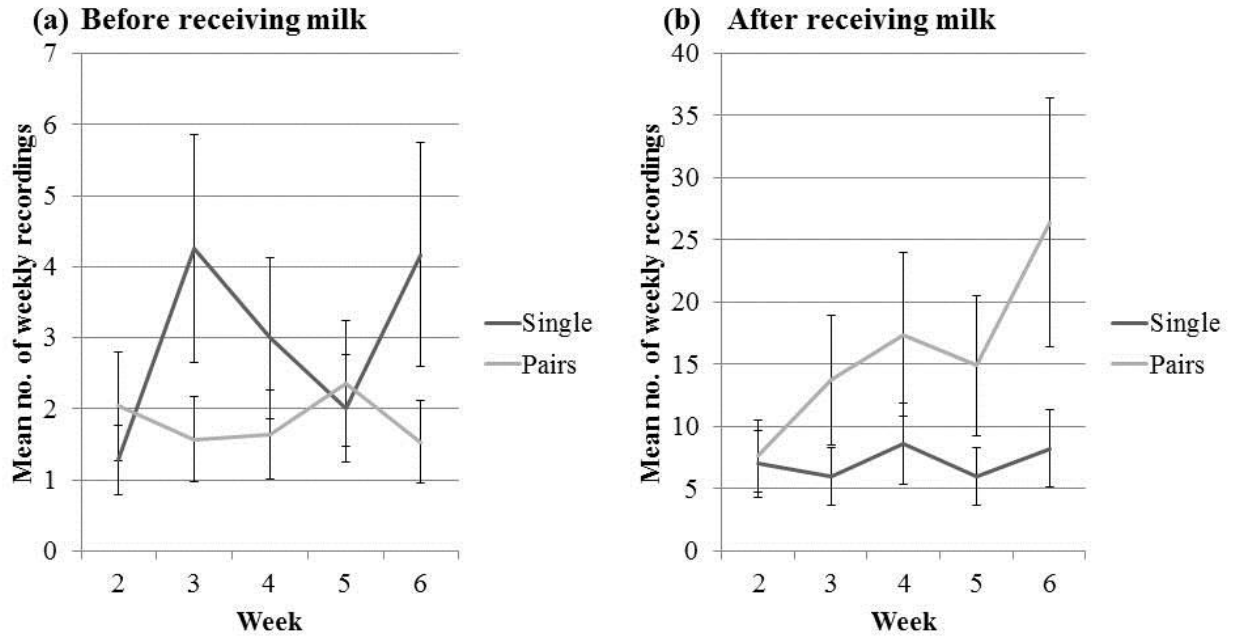 (a) Before receiving milk
7
6
5
4
3
2
1
0
Mean no. of weekly recordings
2 3 4 5 6
Week
Single
Pairs
(b) After receiving milk
40
35
30
25
20
15
10
5
0
Mean no. of weekly recordings
2 3 4 5 6
Week
Single
Pairs